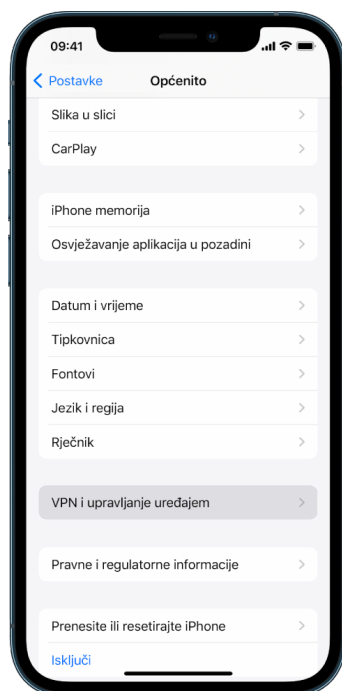 09:41
Postavke
Općenito
Slika u slici
CarPlay
iPhone memorija
Osvježavanje aplikacija u pozadini
Datum i vrijeme
Tipkovnica
Fontovi
Jezik i regija
Rječnik
VPN i upravljanje uređajem
Pravne i regulatorne informacije
Prenesite ili resetirajte iPhone
Isključi